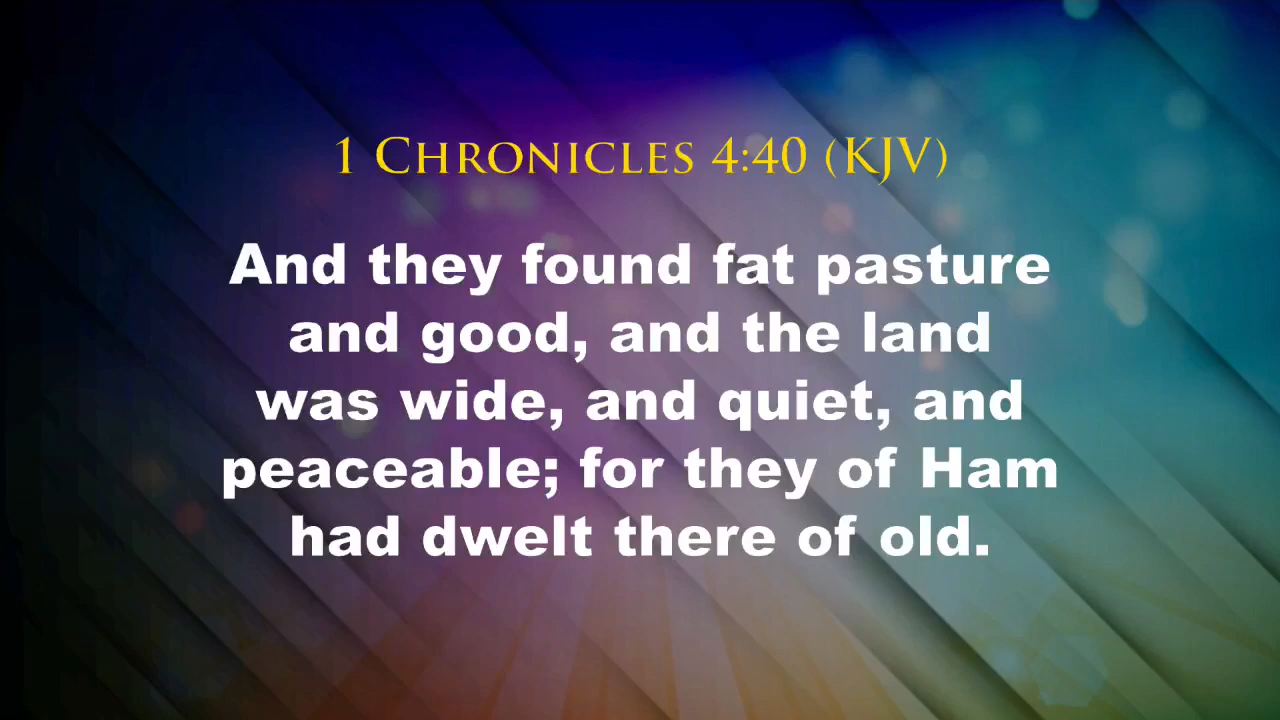 1 Chronicles 4:40 (KJV)
And they found fat pasture
and good, and the land
was wide, and quiet, and
peaceable; for they of Ham
had dwelt there of old.